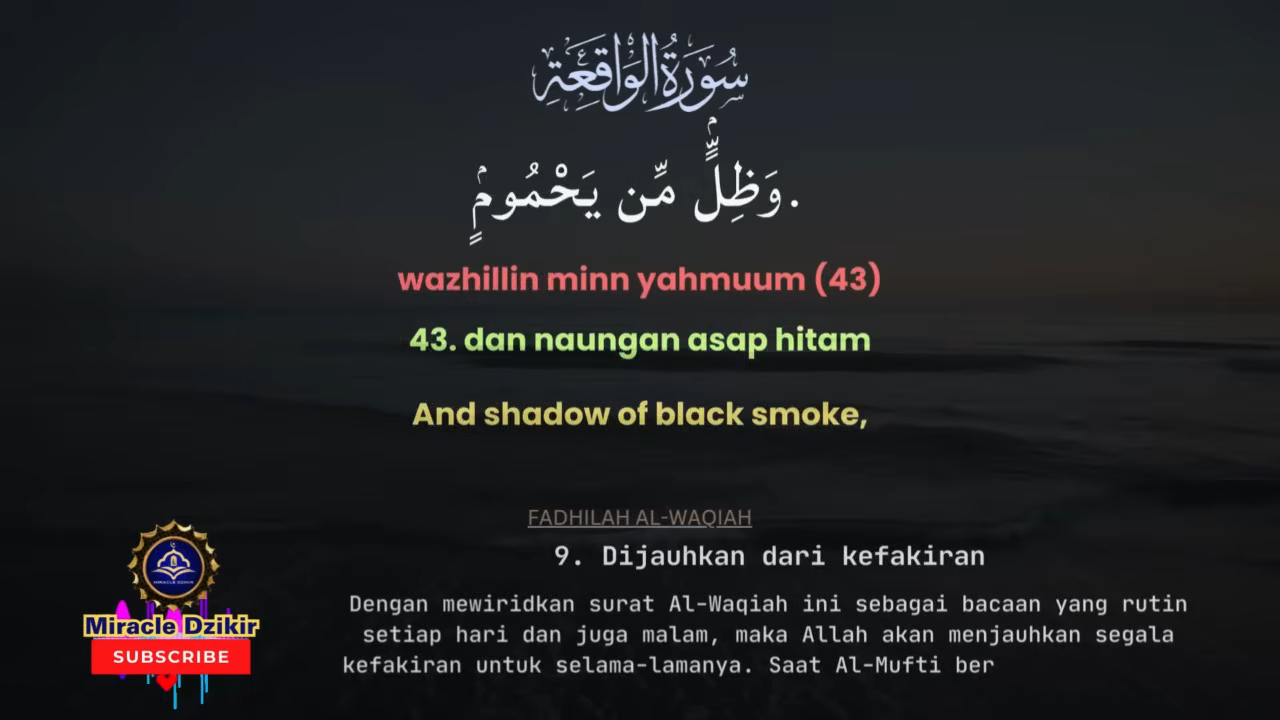 سُورَةُ الْوَاقِعَةِ
وَظِلٍّۢ مِّن يَحْمُومٍۢ.
wazhillin minn yahmuum (43)
43. dan naungan asap hitam
And shadow of black smoke,
FADHILAH AL-WAQIAH
9. Dijauhkan dari kefakiran
Dengan mewiridkan surat Al-Waqiah ini sebagai bacaan yang rutin
setiap hari dan juga malam, maka Allah akan menjauhkan segala
kefakiran untuk selama-lamanya. Saat Al-Mufti ber
MIRACLE DZIKIR
Miracle Dzikir
SUBSCRIBE